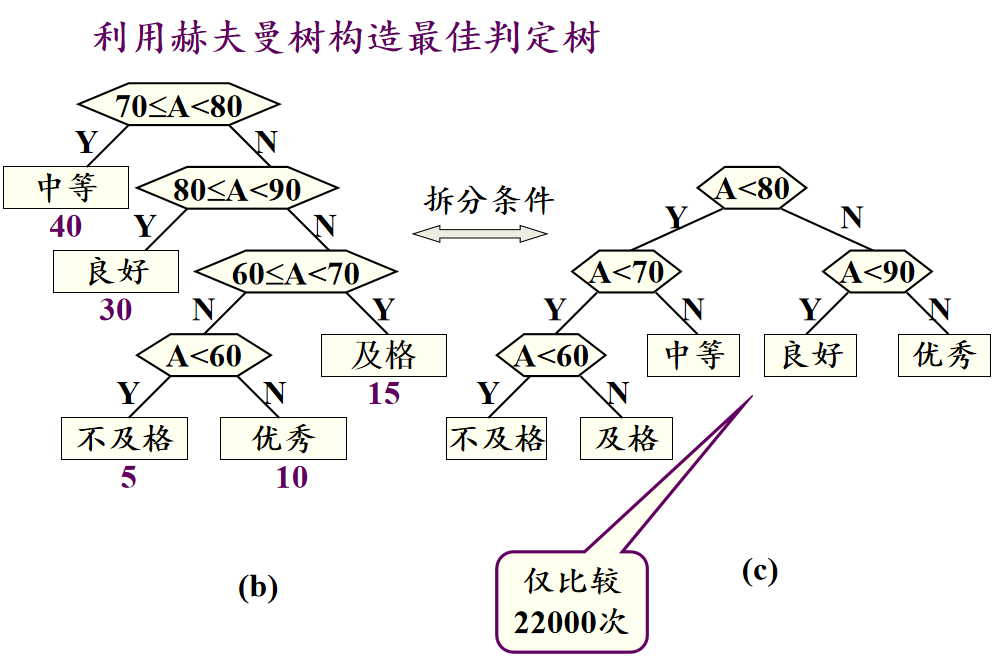 利用赫夫曼树构造最佳判定树
70≤A<80
Y
N
中等
40
80≤A<90
Y
N
良好
30
60≤A<70
N
Y
A<60
及格
15
Y
N
不及格
5
优秀
10
(b)
拆分条件
A<80
Y
N
A<70
A<90
Y
N
Y
N
A<60
中等
良好
优秀
Y
N
不及格
及格
仅比较
22000次
(c)